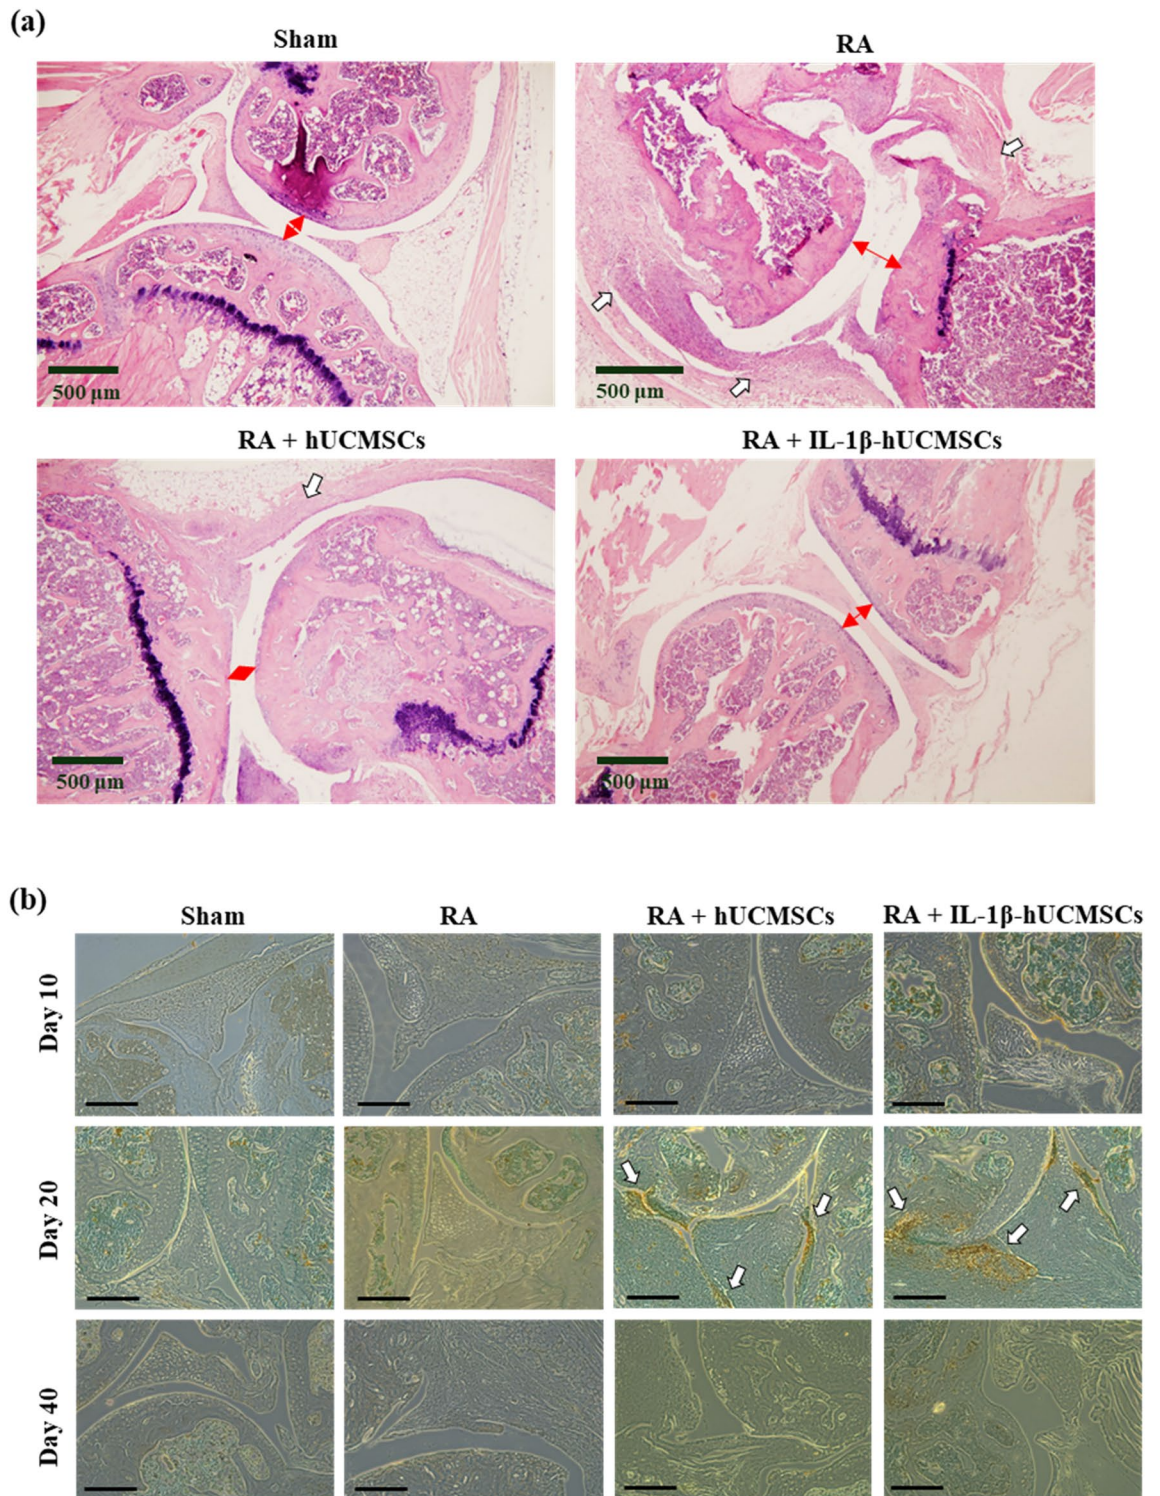 (a)
Sham
RA
500 µm
500 µm
RA + hUCMSCs
RA + IL-1β-hUCMSCs
500 µm
500 µm
(b)
Sham
RA
RA + hUCMSCs
RA + IL-1β-hUCMSCs
Day 10
Day 20
Day 40